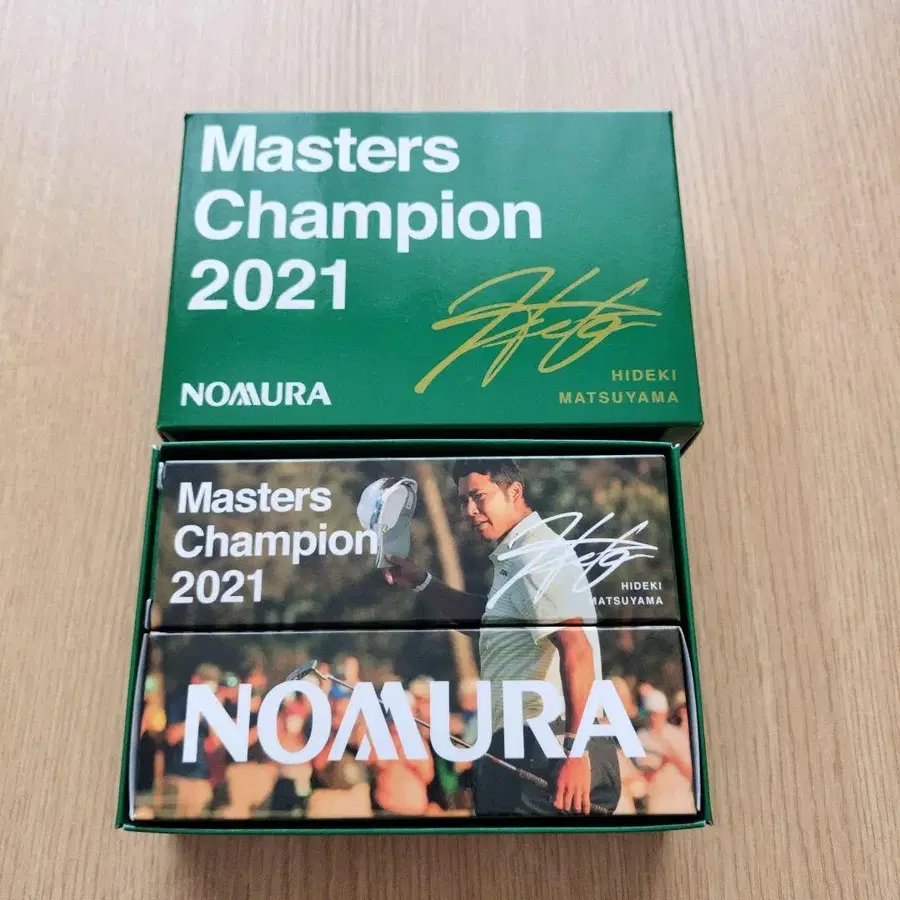 Masters
Champion
2021
NOMURA
HIDEKI
MATSUYAMA
Masters
Champion
2021
HIDEKI
MATSUYAMA
NOMURA